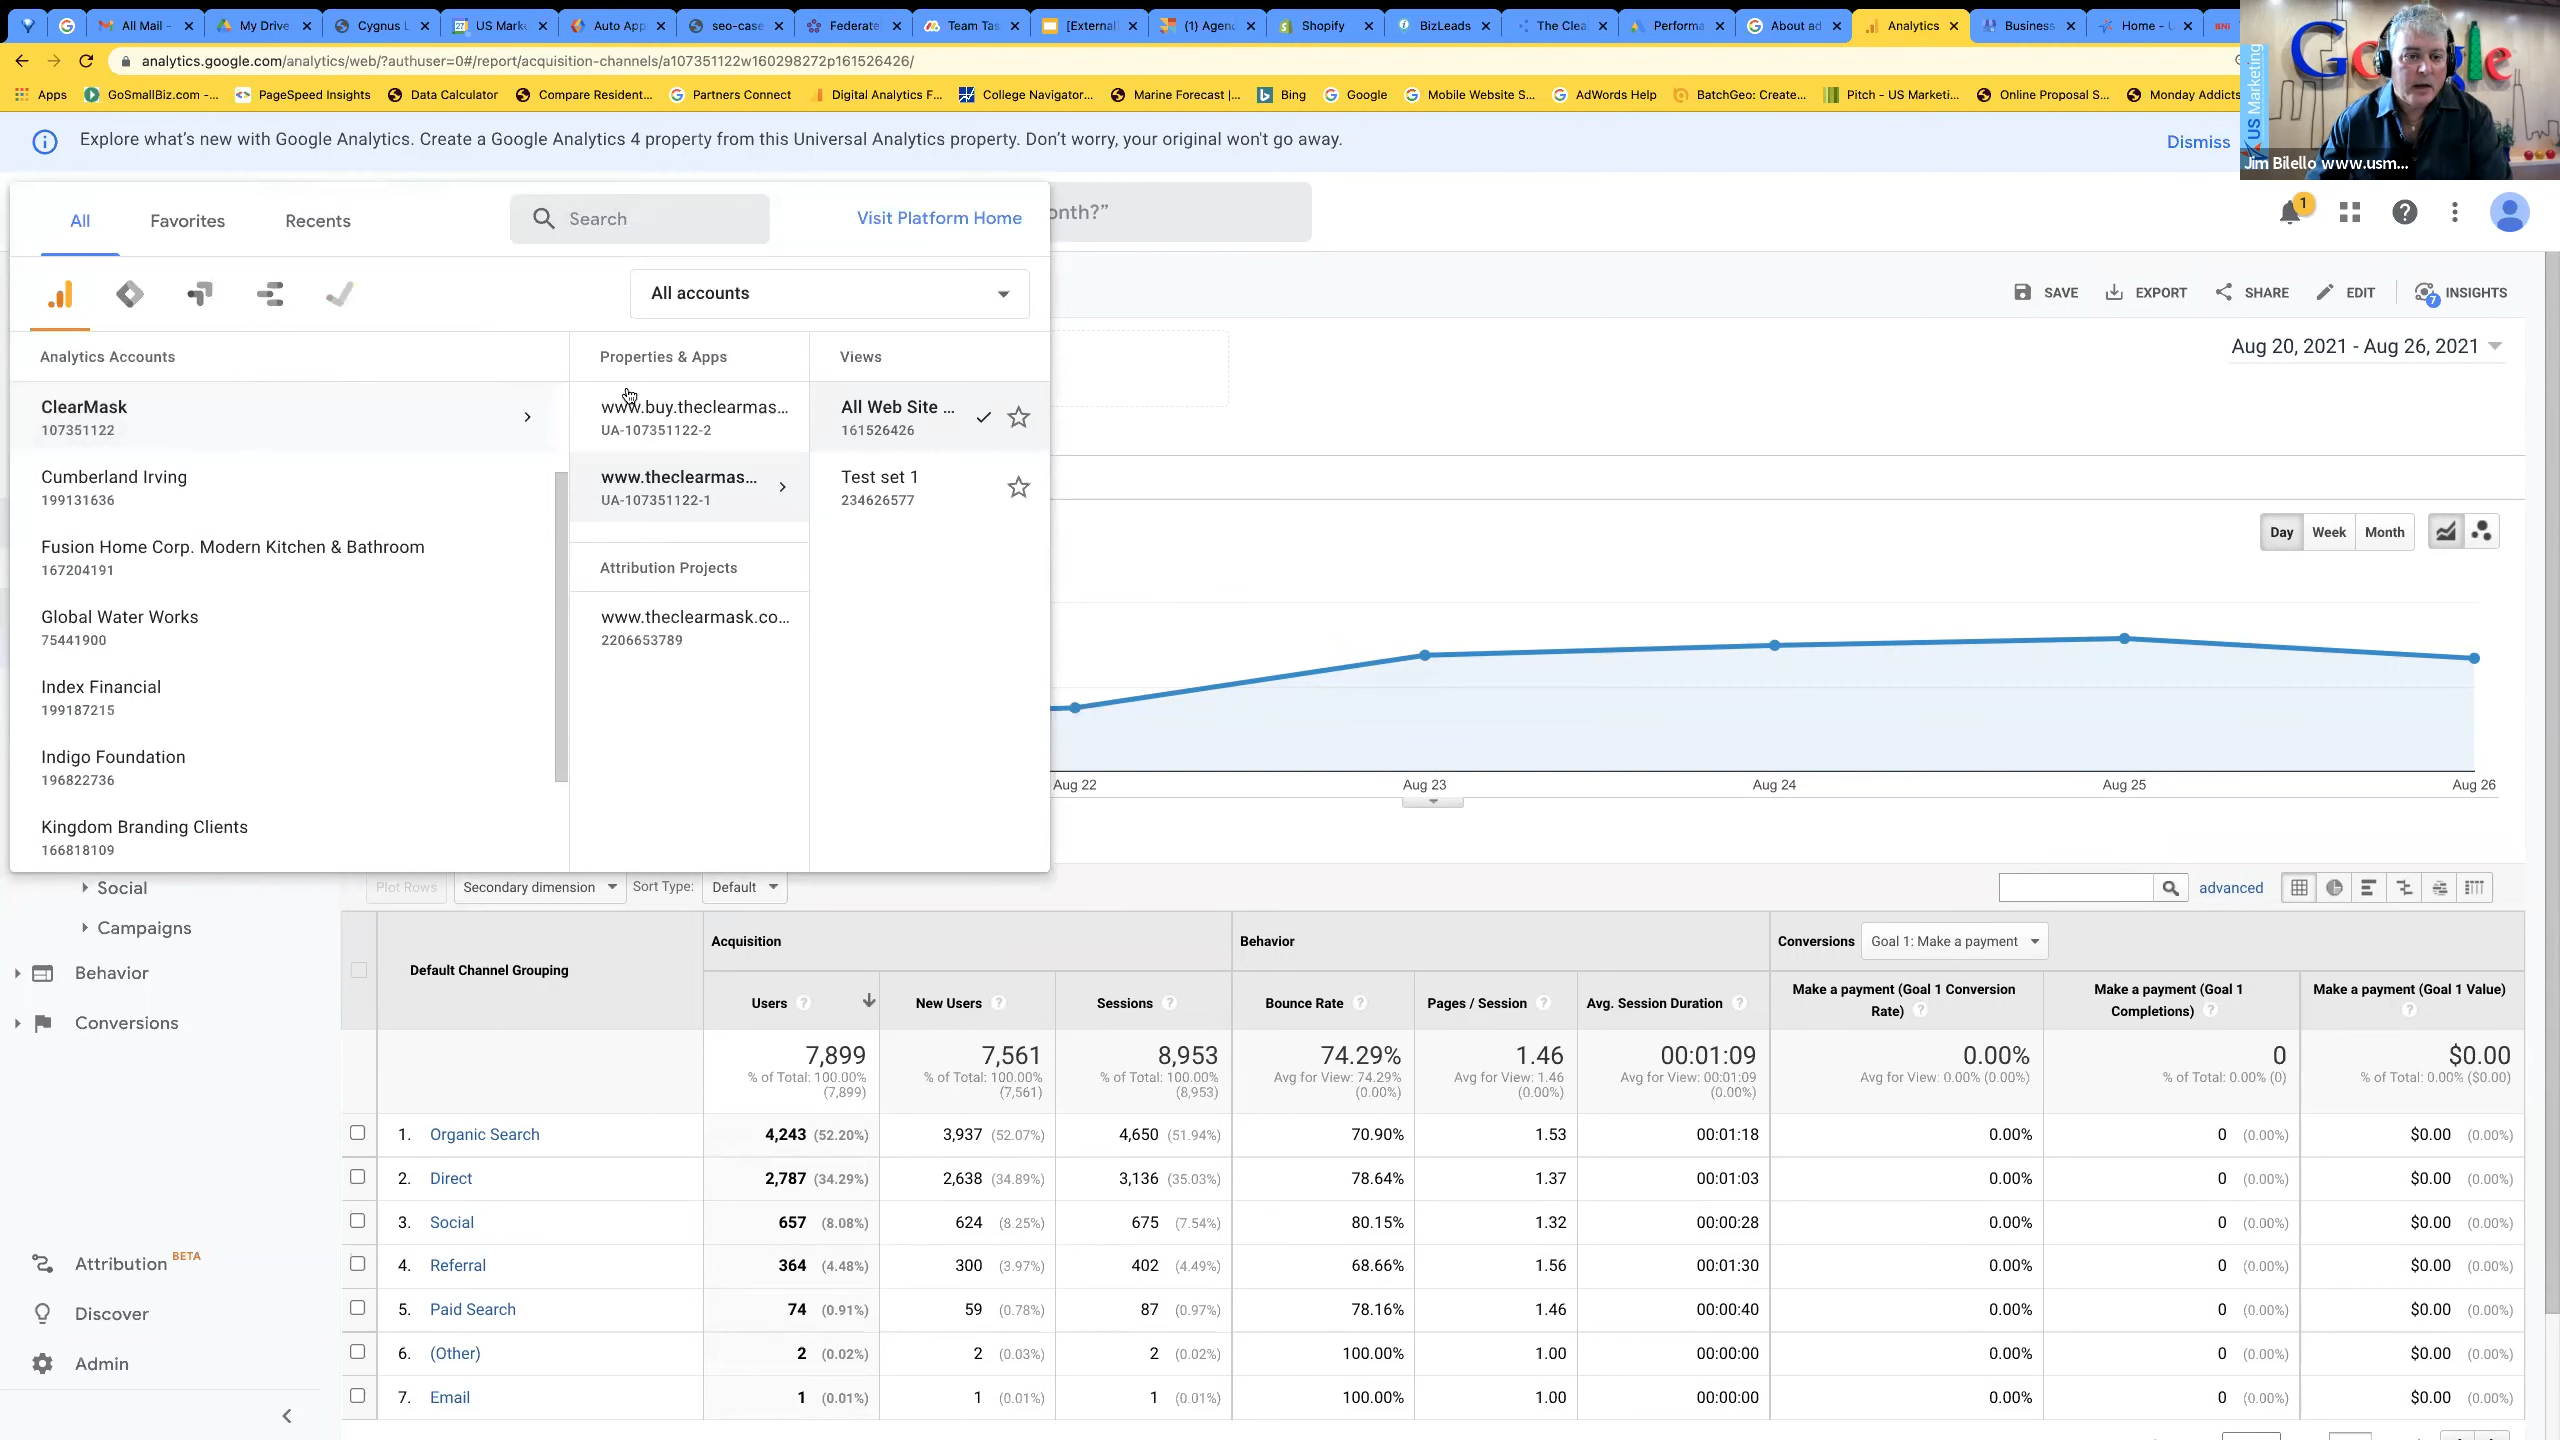 All Mail -
My Drive
Cygnus L
US Mark
Auto App
seo-case
Federate
Team Tas
[External
(1) Agen
Shopify
BizLeads
The Clea
Performa
About ad
Analytics
Business
Home - U
BNI
analytics.google.com/analytics/web/?authuser=0#/report/acquisition-channels/a107351122w160298272p161526426/
Apps
GoSmallBiz.com -...
PageSpeed Insights
Data Calculator
Compare Resident...
Partners Connect
Digital Analytics F...
College Navigator...
Marine Forecast |...
Bing
Google
Mobile Website S...
AdWords Help
BatchGeo: Create...
Pitch - US Marketi...
Online Proposal S...
Monday Addicts
Google
US Marketing
Jim Bilello www.usm...
Explore what's new with Google Analytics. Create a Google Analytics 4 property from this Universal Analytics property. Don't worry, your original won't go away.
Dismiss
All
Favorites
Recents
Search
Visit Platform Home
onth?”
1
All accounts
SAVE
EXPORT
SHARE
EDIT
7
INSIGHTS
Analytics Accounts
Properties & Apps
Views
Aug 20, 2021 - Aug 26, 2021
ClearMask
107351122
www.buy.theclearmas...
UA-107351122-2
All Web Site ...
161526426
Cumberland Irving
199131636
www.theclearmas...
UA-107351122-1
Test set 1
234626577
Fusion Home Corp. Modern Kitchen & Bathroom
167204191
Attribution Projects
Day
Week
Month
Global Water Works
75441900
www.theclearmask.co...
2206653789
Index Financial
199187215
Indigo Foundation
196822736
Kingdom Branding Clients
166818109
Aug 22
Aug 23
Aug 24
Aug 25
Aug 26
Social
Campaigns
Behavior
Conversions
Attribution BETA
Discover
Admin
Plot Rows
Secondary dimension
Sort Type:
Default
advanced
Default Channel Grouping
Acquisition
Behavior
Conversions
Goal 1: Make a payment
Users
New Users
Sessions
Bounce Rate
Pages / Session
Avg. Session Duration
Make a payment (Goal 1 Conversion
Rate)
Make a payment (Goal 1
Completions)
Make a payment (Goal 1 Value)
7,899 7,561 8,953 74.29% 1.46 00:01:09 0.00% 0 $0.00
% of Total: 100.00% % of Total: 100.00% % of Total: 100.00% Avg for View: 74.29% Avg for View: 1.46 Avg for View: 00:01:09 Avg for View: 0.00% (0.00%) % of Total: 0.00% (0) % of Total: 0.00% ($0.00)
(7,899) (7,561) (8,953) (0.00%) (0.00%) (0.00%)
1. Organic Search 4,243 (52.20%) 3,937 (52.07%) 4,650 (51.94%) 70.90% 1.53 00:01:18 0.00% 0 (0.00%) $0.00 (0.00%)
2. Direct 2,787 (34.29%) 2,638 (34.89%) 3,136 (35.03%) 78.64% 1.37 00:01:03 0.00% 0 (0.00%) $0.00 (0.00%)
3. Social 657 (8.08%) 624 (8.25%) 675 (7.54%) 80.15% 1.32 00:00:28 0.00% 0 (0.00%) $0.00 (0.00%)
4. Referral 364 (4.48%) 300 (3.97%) 402 (4.49%) 68.66% 1.56 00:01:30 0.00% 0 (0.00%) $0.00 (0.00%)
5. Paid Search 74 (0.91%) 59 (0.78%) 87 (0.97%) 78.16% 1.46 00:00:40 0.00% 0 (0.00%) $0.00 (0.00%)
6. (Other) 2 (0.02%) 2 (0.03%) 2 (0.02%) 100.00% 1.00 00:00:00 0.00% 0 (0.00%) $0.00 (0.00%)
7. Email 1 (0.01%) 1 (0.01%) 1 (0.01%) 100.00% 1.00 00:00:00 0.00% 0 (0.00%) $0.00 (0.00%)